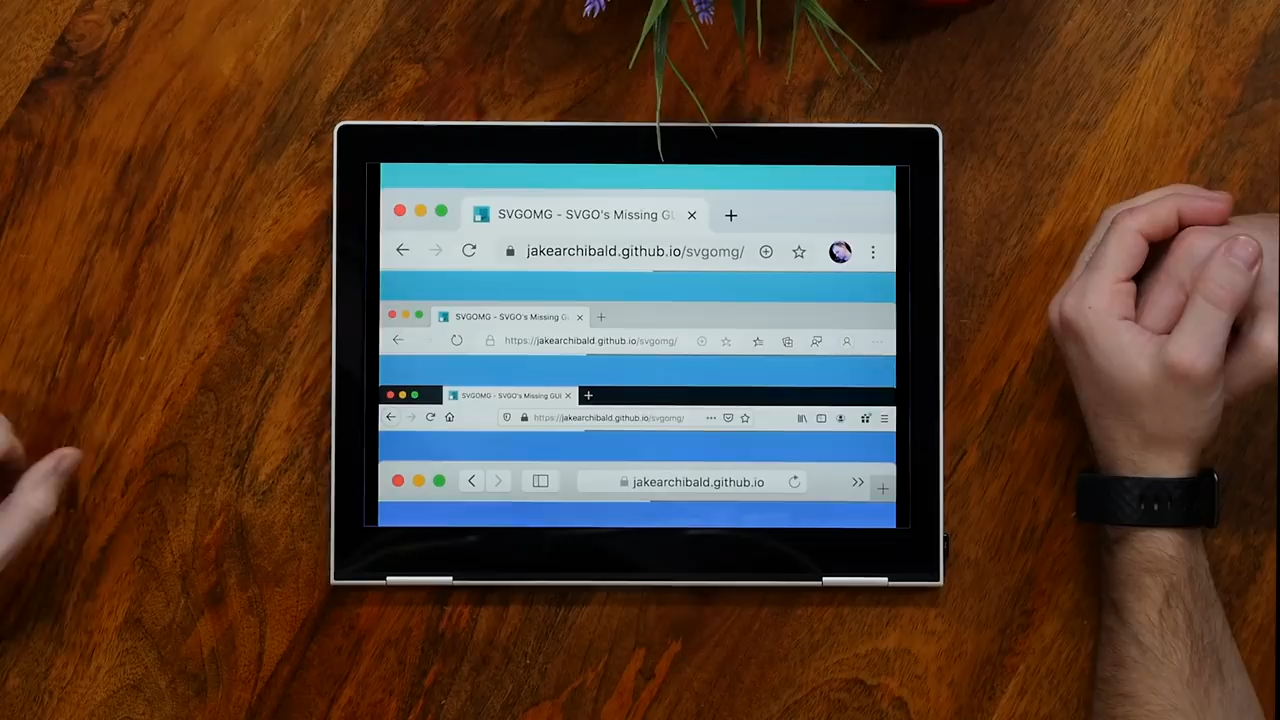 SVGOMG - SVGO's Missing GU
jakearchibald.github.io/svgomg/
SVGOMG - SVGO's Missing G
https://jakearchibald.github.io/svgomg/
SVGOMG - SVGO's Missing GUI
https://jakearchibald.github.io/svgomg/
jakearchibald.github.io